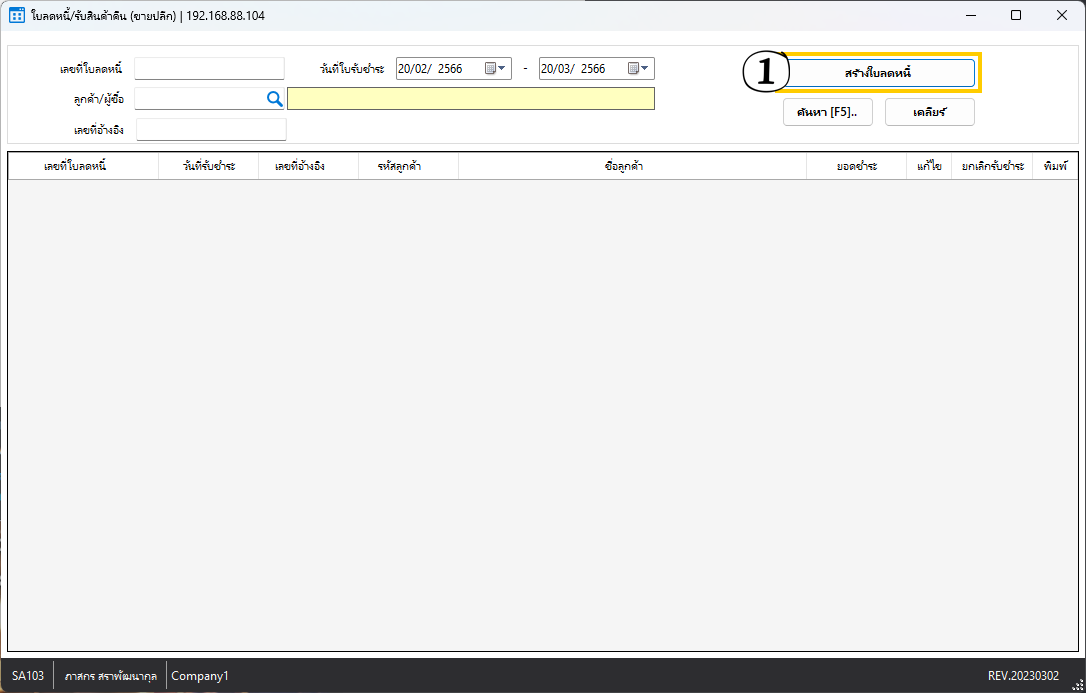 ใบลดหนี้/รับสินค้าคืน (ขายปลีก) | 192.168.88.104
เลขที่ใบลดหนี้ วันที่ใบรับชำระ 20/02/ 2566 - 20/03/ 2566 1 สร้างใบลดหนี้
ลูกค้า/ผู้ซื้อ ค้นหา [F5].. เคลียร์
เลขที่อ้างอิง
เลขที่ใบลดหนี้ วันที่รับชำระ เลขที่อ้างอิง รหัสลูกค้า ชื่อลูกค้า ยอดชำระ แก้ไข ยกเลิกรับชำระ พิมพ์
SA103 ภาสกร สราพัฒนากุล Company1 REV.20230302